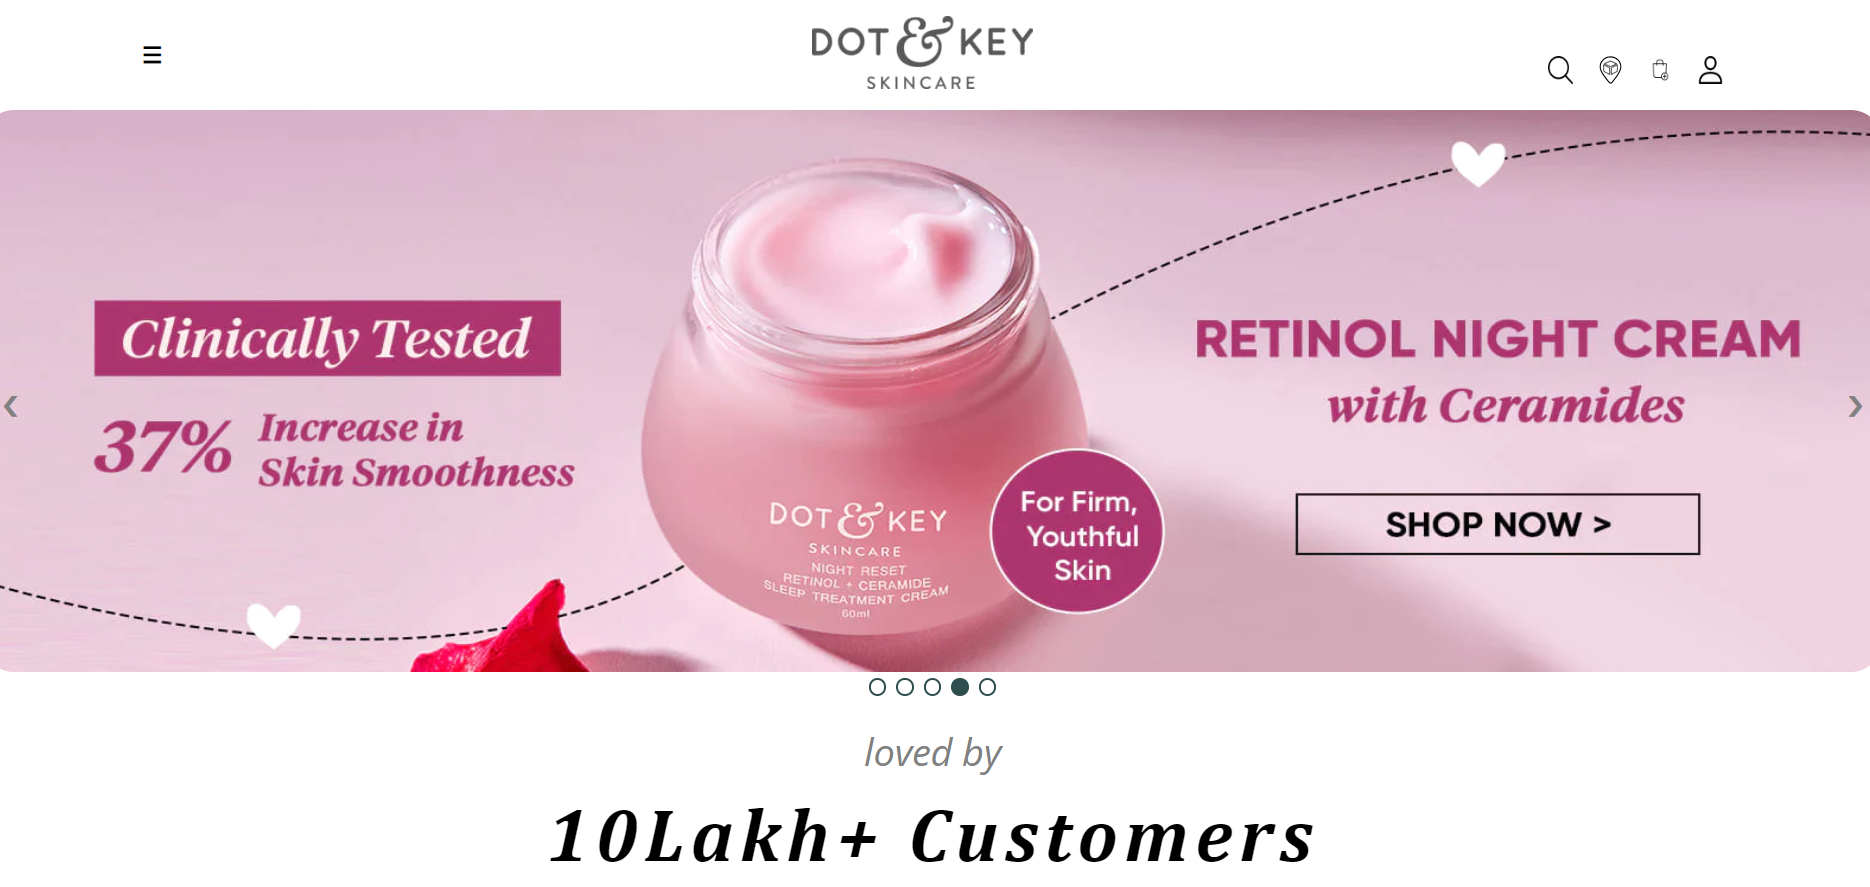 DOT & KEY
SKINCARE
Clinically Tested
37% Increase in
Skin Smoothness
RETINOL NIGHT CREAM
with Ceramides
SHOP NOW >
DOT & KEY
SKINCARE
NIGHT RESET
RETINOL + CERAMIDE
SLEEP TREATMENT CREAM
60ml
For Firm,
Youthful
Skin
loved by
10Lakh+ Customers